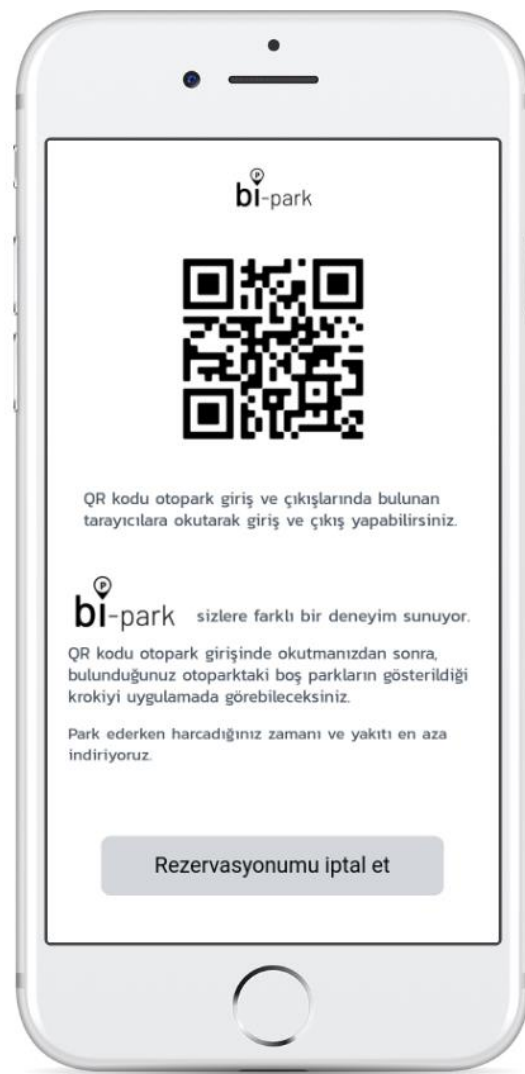 P
bi-park
QR kodu otopark giriş ve çıkışlarında bulunan
tarayıcılara okutarak giriş ve çıkış yapabilirsiniz.
P
bi-park sizlere farklı bir deneyim sunuyor.
QR kodu otopark girişinde okutmanızdan sonra,
bulunduğunuz otoparktaki boş parkların gösterildiği
krokiyi uygulamada görebileceksiniz.
Park ederken harcadığınız zamanı ve yakıtı en aza
indiriyoruz.
Rezervasyonumu iptal et